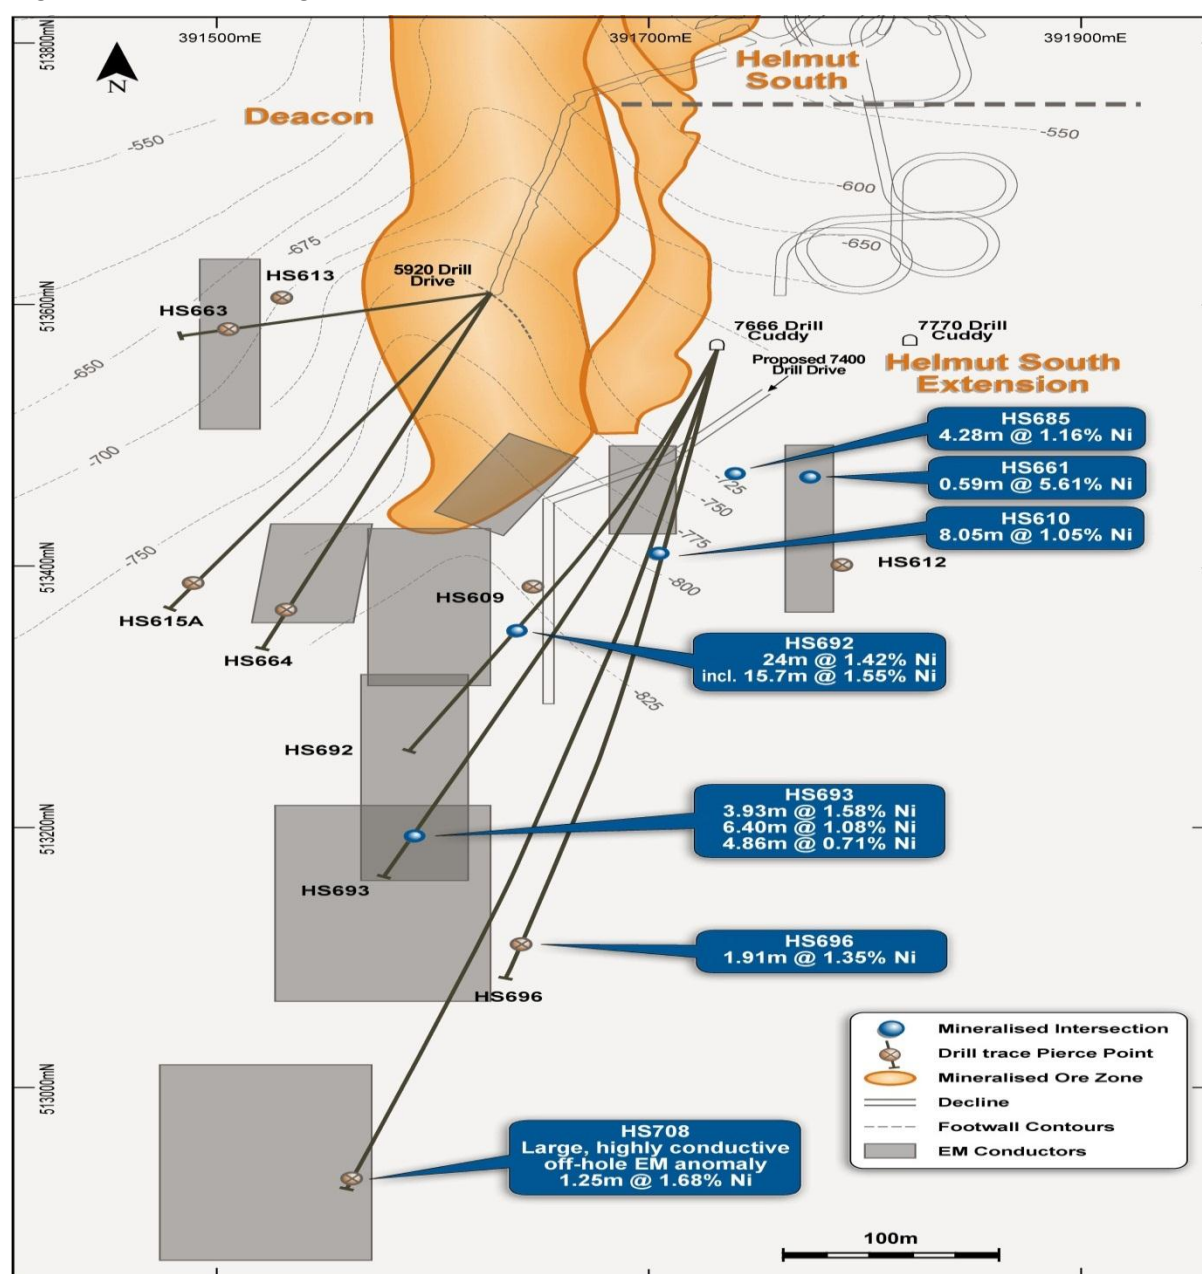 391500mE
391700mE
391900mE
513800mN
Helmut
South
Deacon
-550
-550
-600
-650
-675
HS613
5920 Drill
Drive
HS663
513600mN
7666 Drill
Cuddy
7770 Drill
Cuddy
Proposed 7400
Drill Drive
Helmut South
Extension
-650
HS685
4.28m @ 1.16% Ni
-700
HS661
0.59m @ 5.61% Ni
-725
-750
HS610
8.05m @ 1.05% Ni
-775
-750
513400mN
HS612
-800
HS609
HS615A
HS664
HS692
24m @ 1.42% Ni
incl. 15.7m @ 1.55% Ni
-825
HS692
HS693
3.93m @ 1.58% Ni
6.40m @ 1.08% Ni
4.86m @ 0.71% Ni
513200mN
HS693
HS696
1.91m @ 1.35% Ni
HS696
Mineralised Intersection
Drill trace Pierce Point
Mineralised Ore Zone
Decline
Footwall Contours
EM Conductors
513000mN
HS708
Large, highly conductive
off-hole EM anomaly
1.25m @ 1.68% Ni
100m
N